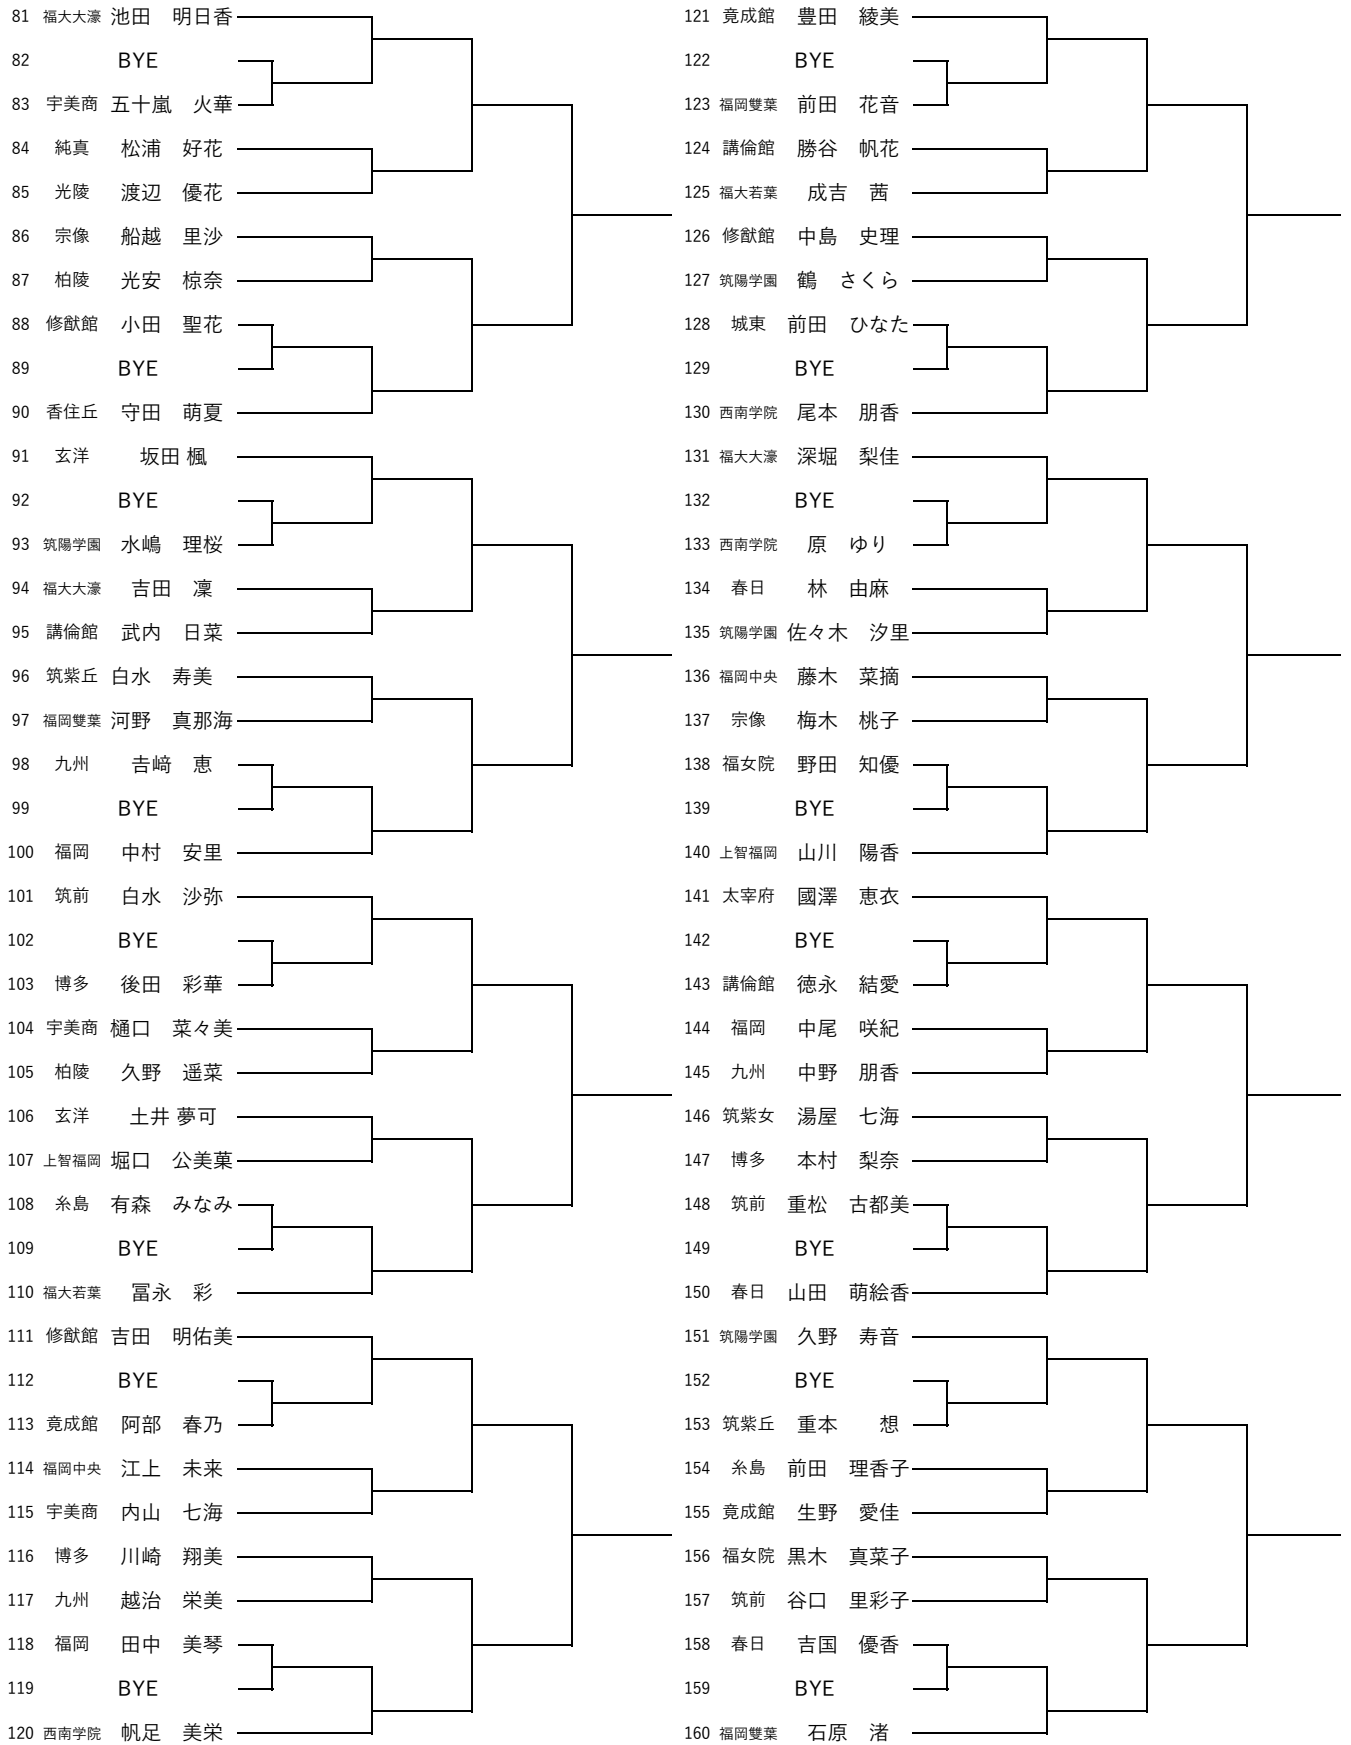 81 福大大濠 池田　明日香
82 BYE
83 宇美商 五十嵐　火華
84 純真 松浦　好花
85 光陵 渡辺　優花
86 宗像 船越　里沙
87 柏陵 光安　椋奈
88 修猷館 小田　聖花
89 BYE
90 香住丘 守田　萌夏
91 玄洋 坂田 楓
92 BYE
93 筑陽学園 水嶋　理桜
94 福大大濠 吉田　凜
95 講倫館 武内　日菜
96 筑紫丘 白水　寿美
97 福岡雙葉 河野　真那海
98 九州 吉﨑　恵
99 BYE
100 福岡 中村　安里
101 筑前 白水　沙弥
102 BYE
103 博多 後田　彩華
104 宇美商 樋口　菜々美
105 柏陵 久野　遥菜
106 玄洋 土井 夢可
107 上智福岡 堀口　公美菓
108 糸島 有森　みなみ
109 BYE
110 福大若葉 冨永　彩
111 修猷館 吉田　明佑美
112 BYE
113 竟成館 阿部　春乃
114 福岡中央 江上　未来
115 宇美商 内山　七海
116 博多 川崎　翔美
117 九州 越治　栄美
118 福岡 田中　美琴
119 BYE
120 西南学院 帆足　美栄
121 竟成館 豊田　綾美
122 BYE
123 福岡雙葉 前田　花音
124 講倫館 勝谷　帆花
125 福大若葉 成吉　茜
126 修猷館 中島　史理
127 筑陽学園 鶴　さくら
128 城東 前田　ひなた
129 BYE
130 西南学院 尾本　朋香
131 福大大濠 深堀　梨佳
132 BYE
133 西南学院 原　ゆり
134 春日 林　由麻
135 筑陽学園 佐々木　汐里
136 福岡中央 藤木　菜摘
137 宗像 梅木　桃子
138 福女院 野田　知優
139 BYE
140 上智福岡 山川　陽香
141 太宰府 國澤　恵衣
142 BYE
143 講倫館 徳永　結愛
144 福岡 中尾　咲紀
145 九州 中野　朋香
146 筑紫女 湯屋　七海
147 博多 本村　梨奈
148 筑前 重松　古都美
149 BYE
150 春日 山田　萌絵香
151 筑陽学園 久野　寿音
152 BYE
153 筑紫丘 重本　　想
154 糸島 前田　理香子
155 竟成館 生野　愛佳
156 福女院 黒木　真菜子
157 筑前 谷口　里彩子
158 春日 吉国　優香
159 BYE
160 福岡雙葉 石原　渚